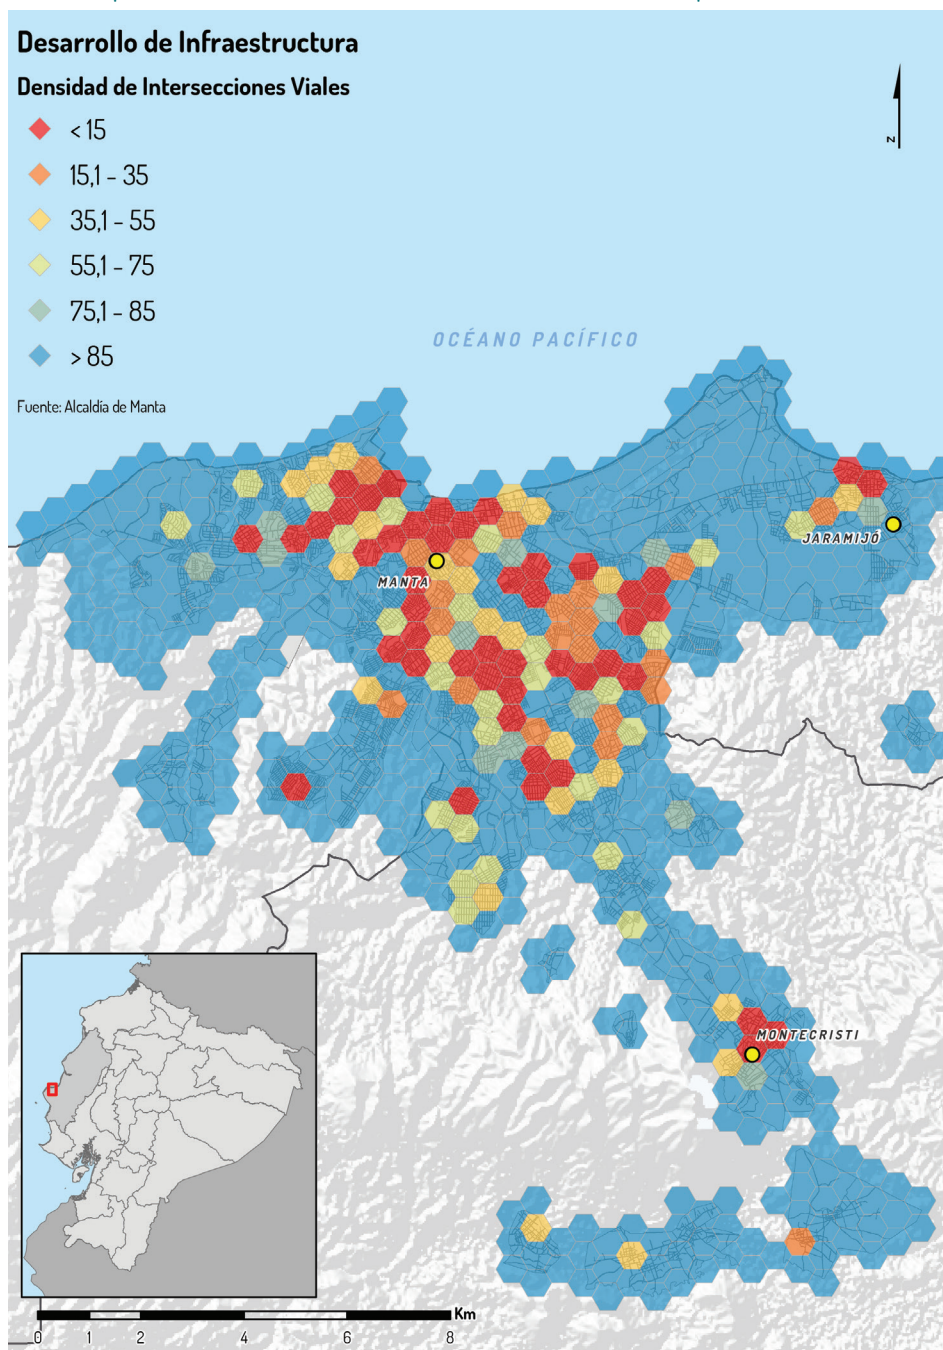 Desarrollo de Infraestructura
Densidad de Intersecciones Viales
< 15
15,1 – 35
35,1 – 55
55,1 – 75
75,1 – 85
> 85
Fuente: Alcaldía de Manta
N
OCÉANO PACÍFICO
JARAMIJÓ
MANTA
MONTECRISTI
Km
0 1 2 4 6 8